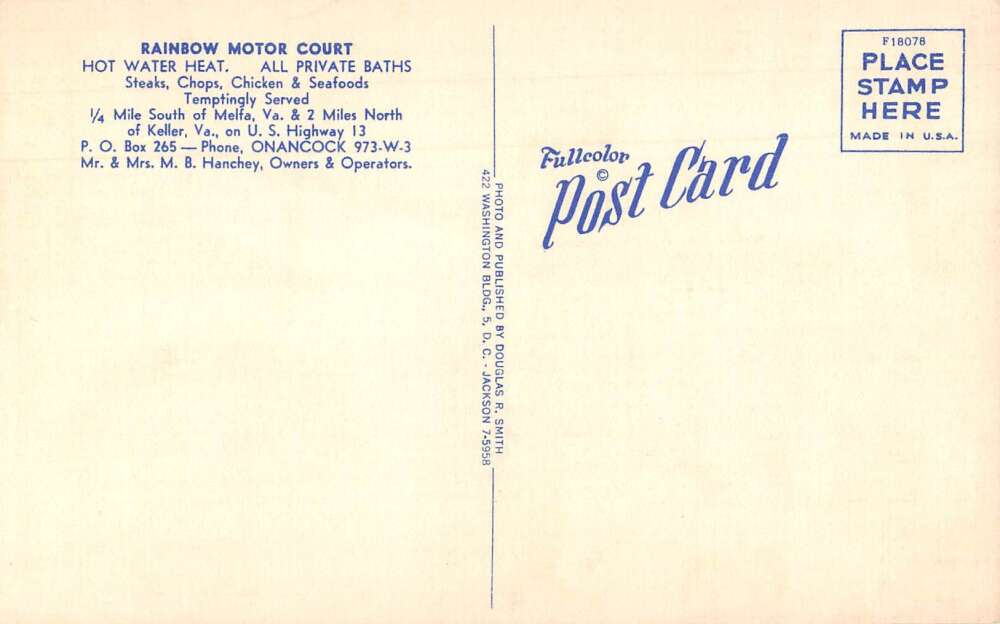 RAINBOW MOTOR COURT
HOT WATER HEAT. ALL PRIVATE BATHS
Steaks, Chops, Chicken & Seafoods
Temptingly Served
1/4 Mile South of Melfa, Va. & 2 Miles North
of Keller, Va., on U. S. Highway 13
P. O. Box 265 — Phone, ONANCOCK 973-W-3
Mr. & Mrs. M. B. Hanchey, Owners & Operators.
PHOTO AND PUBLISHED BY DOUGLAS R. SMITH
422 WASHINGTON BLDG., 5, D. C. - JACKSON 7-5958
Fullcolor
©
Post Card
F18078
PLACE
STAMP
HERE
MADE IN U.S.A.